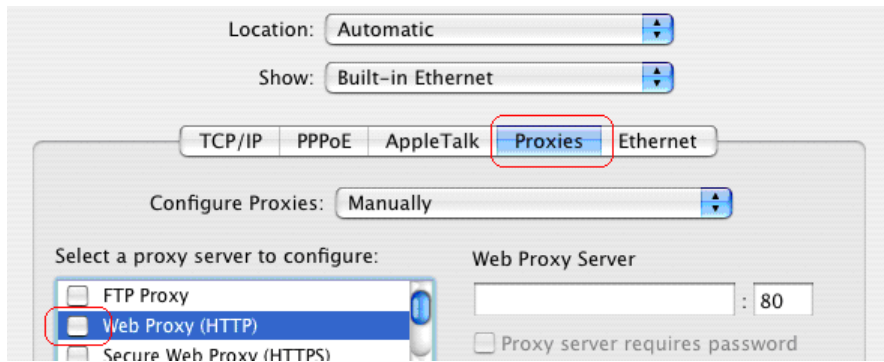 Location: Automatic
Show: Built-in Ethernet
TCP/IP PPPoE AppleTalk Proxies Ethernet
Configure Proxies: Manually
Select a proxy server to configure:
Web Proxy Server
FTP Proxy
Web Proxy (HTTP)
Secure Web Proxy (HTTPS)
: 80
Proxy server requires password